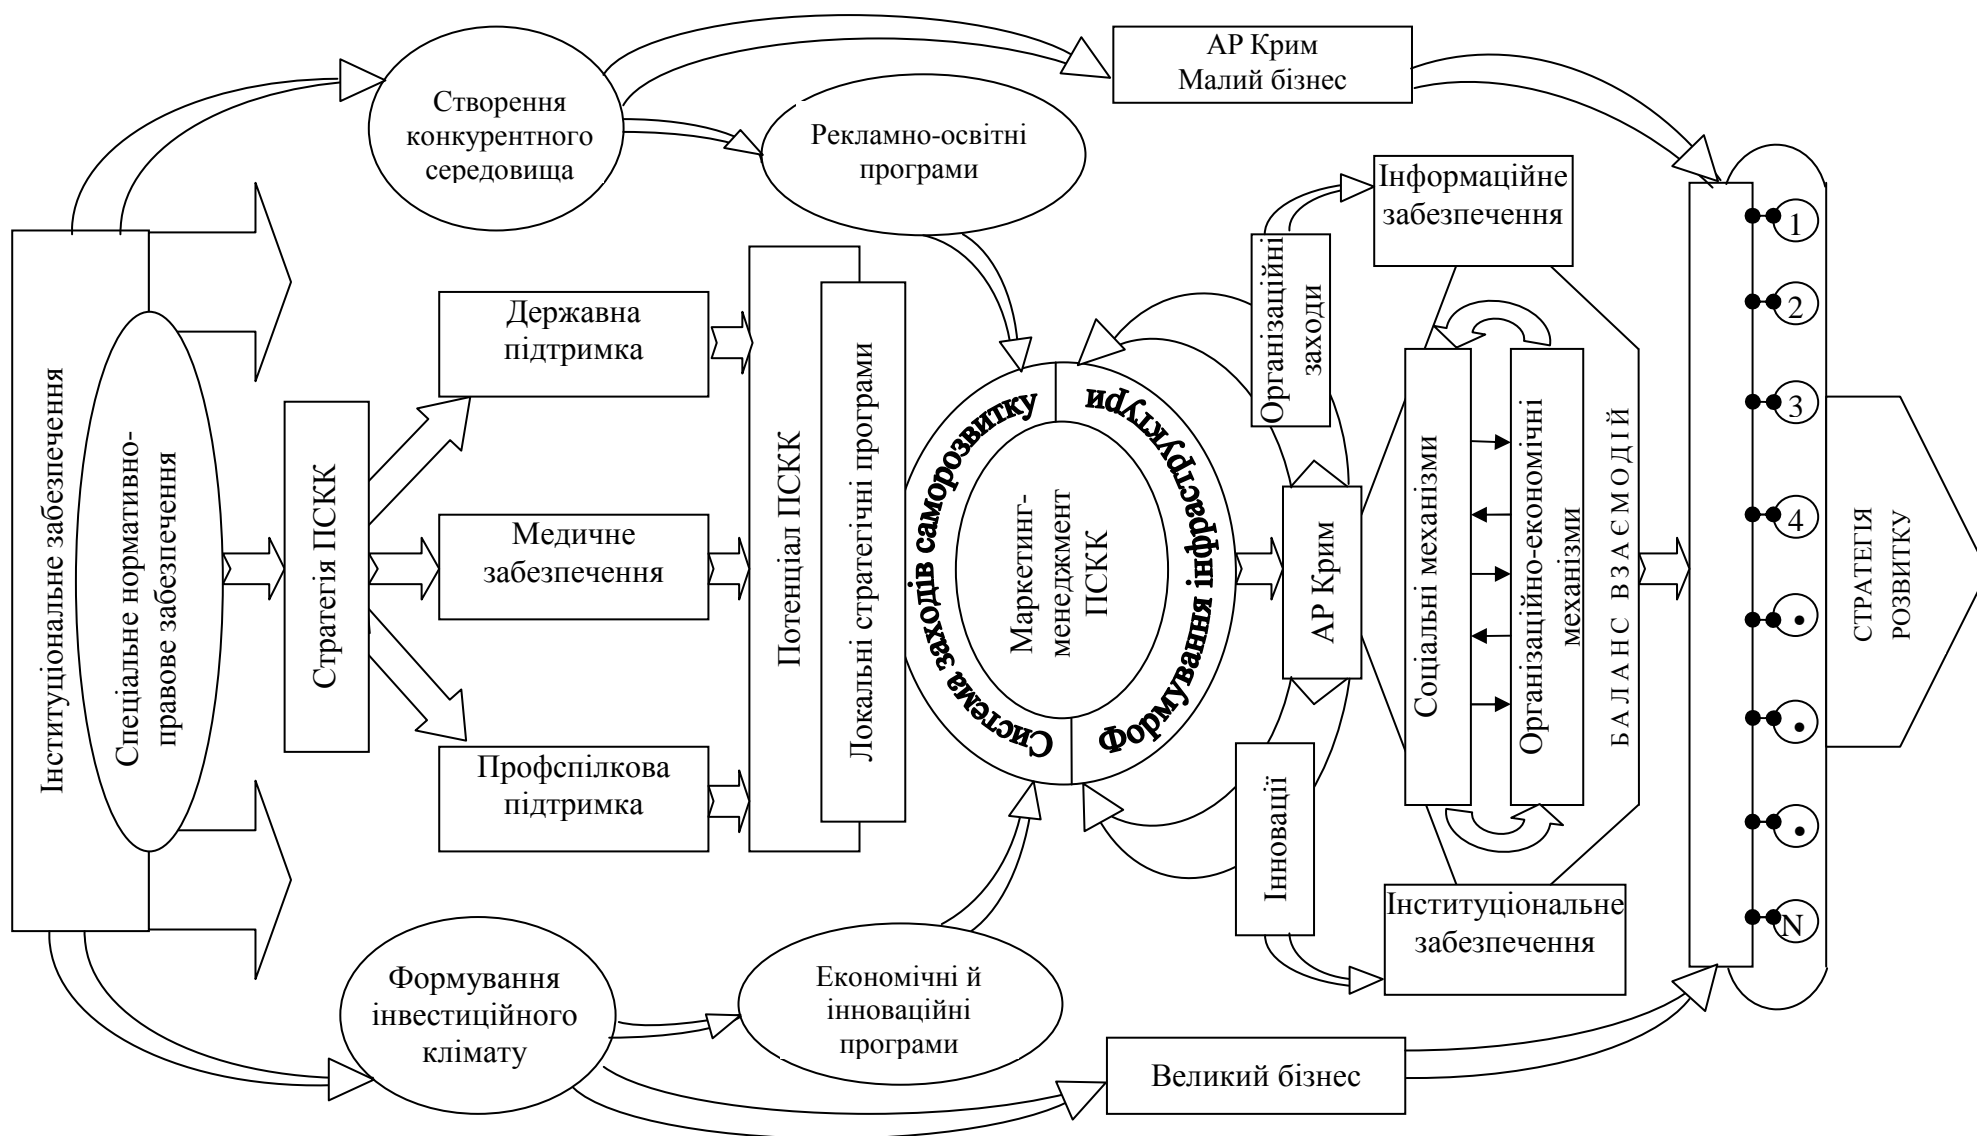 АР Крим
Малий бізнес
Створення
конкурентного
середовища
Рекламно-освітні
програми
Інформаційне
забезпечення
Інституціональне забезпечення
Спеціальне нормативно-
правове забезпечення
Стратегія ПСКК
Державна
підтримка
Медичне
забезпечення
Профспілкова
підтримка
Потенціал ПСКК
Локальні стратегічні програми
Система заходів саморозвитку
Формування інфраструктури
Маркетинг-
менеджмент
ПСКК
Організаційні
заходи
АР Крим
Інновації
Соціальні механізми
Організаційно-економічні
механізми
БАЛАНС ВЗАЄМОДІЙ
Інституціональне
забезпечення
1
2
3
4
•
•
•
N
СТРАТЕГІЯ
РОЗВИТКУ
Формування
інвестиційного
клімату
Економічні й
інноваційні
програми
Великий бізнес